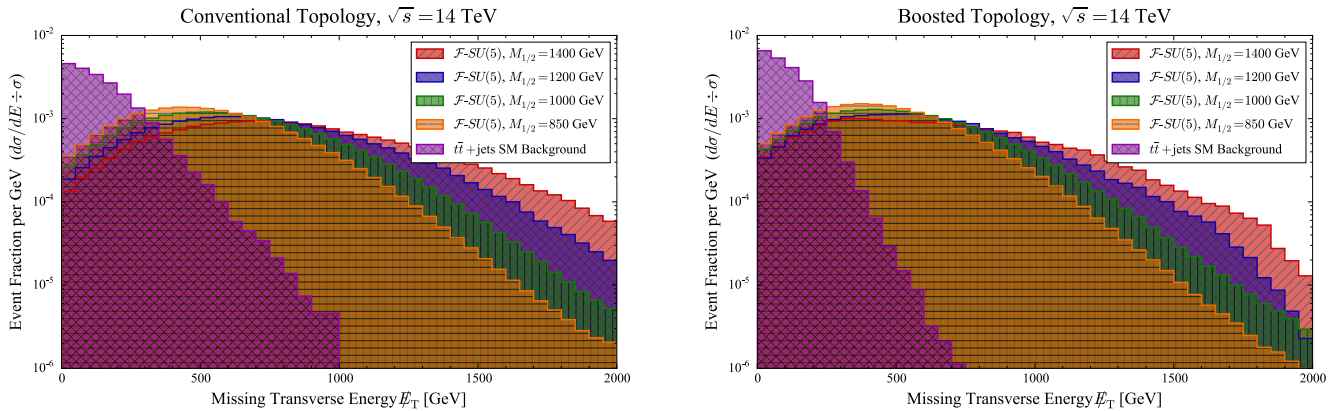 Conventional Topology, √s = 14 TeV
Event Fraction per GeV (dσ/dE ÷ σ)
10⁻²
10⁻³
10⁻⁴
10⁻⁵
10⁻⁶
F-SU(5), M₁/₂ = 1400 GeV
F-SU(5), M₁/₂ = 1200 GeV
F-SU(5), M₁/₂ = 1000 GeV
F-SU(5), M₁/₂ = 850 GeV
tt̄+jets SM Background
0 500 1000 1500 2000
Missing Transverse Energy E̸_T [GeV]
Boosted Topology, √s = 14 TeV
Event Fraction per GeV (dσ/dE ÷ σ)
10⁻²
10⁻³
10⁻⁴
10⁻⁵
10⁻⁶
F-SU(5), M₁/₂ = 1400 GeV
F-SU(5), M₁/₂ = 1200 GeV
F-SU(5), M₁/₂ = 1000 GeV
F-SU(5), M₁/₂ = 850 GeV
tt̄+jets SM Background
0 500 1000 1500 2000
Missing Transverse Energy E̸_T [GeV]